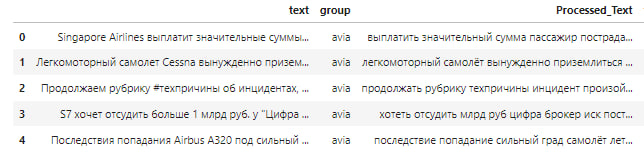 text group Processed_Text
0 Singapore Airlines выплатит значительные суммы... avia выплатить значительный сумма пассажир пострада...
1 Легкомоторный самолет Cessna вынужденно призем... avia легкомоторный самолёт вынужденно приземлиться ...
2 Продолжаем рубрику #техпричины об инцидентах, ... avia продолжать рубрику техпричины инцидент произой...
3 S7 хочет отсудить больше 1 млрд руб. у "Цифра ... avia хотеть отсудить млрд руб цифра брокер иск пост...
4 Последствия попадания Airbus A320 под сильный ... avia последствие попадание сильный град самолёт лет...